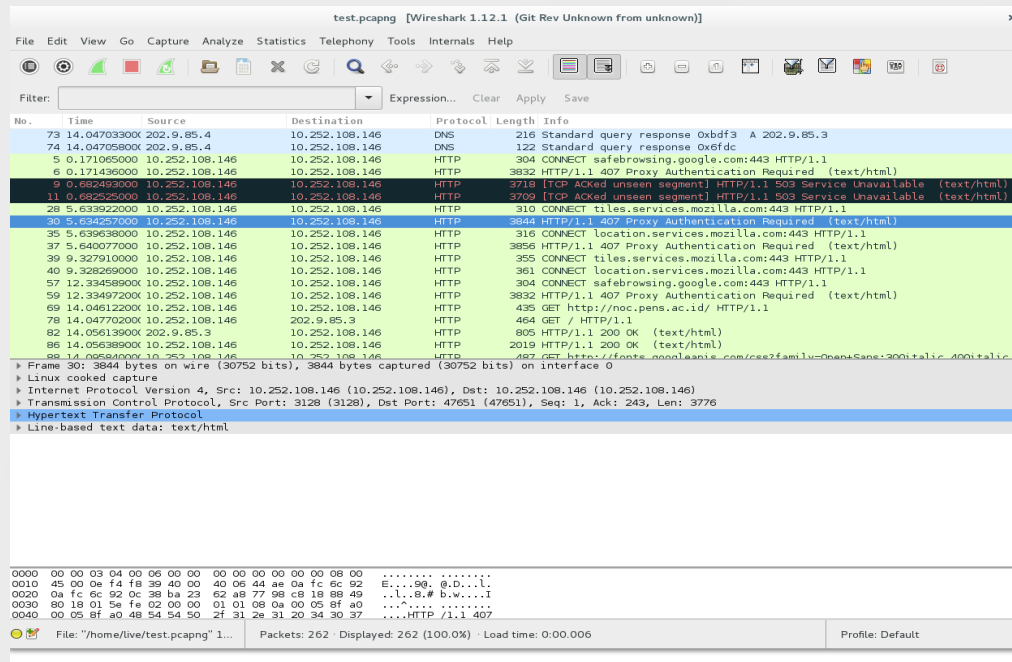 test.pcapng [Wireshark 1.12.1 (Git Rev Unknown from unknown)]
File Edit View Go Capture Analyze Statistics Telephony Tools Internals Help
Filter: Expression... Clear Apply Save
No. Time Source Destination Protocol Length Info
73 14.04703300( 202.9.85.4 10.252.108.146 DNS 216 Standard query response 0xbdf3 A 202.9.85.3
74 14.04705800( 202.9.85.4 10.252.108.146 DNS 122 Standard query response 0x6fdc
5 0.171065000 10.252.108.146 10.252.108.146 HTTP 304 CONNECT safebrowsing.google.com:443 HTTP/1.1
6 0.171436000 10.252.108.146 10.252.108.146 HTTP 3832 HTTP/1.1 407 Proxy Authentication Required (text/html)
9 0.682493000 10.252.108.146 10.252.108.146 HTTP 3718 [TCP ACKed unseen segment] HTTP/1.1 503 Service Unavailable (text/html)
11 0.682525000 10.252.108.146 10.252.108.146 HTTP 3709 [TCP ACKed unseen segment] HTTP/1.1 503 Service Unavailable (text/html)
28 5.633922000 10.252.108.146 10.252.108.146 HTTP 310 CONNECT tiles.services.mozilla.com:443 HTTP/1.1
30 5.634257000 10.252.108.146 10.252.108.146 HTTP 3844 HTTP/1.1 407 Proxy Authentication Required (text/html)
35 5.639638000 10.252.108.146 10.252.108.146 HTTP 316 CONNECT location.services.mozilla.com:443 HTTP/1.1
37 5.640077000 10.252.108.146 10.252.108.146 HTTP 3856 HTTP/1.1 407 Proxy Authentication Required (text/html)
39 9.327910000 10.252.108.146 10.252.108.146 HTTP 355 CONNECT tiles.services.mozilla.com:443 HTTP/1.1
40 9.328269000 10.252.108.146 10.252.108.146 HTTP 361 CONNECT location.services.mozilla.com:443 HTTP/1.1
57 12.33458900( 10.252.108.146 10.252.108.146 HTTP 304 CONNECT safebrowsing.google.com:443 HTTP/1.1
59 12.33497200( 10.252.108.146 10.252.108.146 HTTP 3832 HTTP/1.1 407 Proxy Authentication Required (text/html)
69 14.04612200( 10.252.108.146 10.252.108.146 HTTP 435 GET http://noc.pens.ac.id/ HTTP/1.1
78 14.04770200( 10.252.108.146 202.9.85.3 HTTP 464 GET / HTTP/1.1
82 14.05613900( 202.9.85.3 10.252.108.146 HTTP 805 HTTP/1.1 200 OK (text/html)
86 14.05638900( 10.252.108.146 10.252.108.146 HTTP 2019 HTTP/1.1 200 OK (text/html)
88 14.09584000( 10.252.108.146 10.252.108.146 HTTP 487 GET http://fonts.googleapis.com/css?family=Open+Sans:300italic,400italic
Frame 30: 3844 bytes on wire (30752 bits), 3844 bytes captured (30752 bits) on interface 0
Linux cooked capture
Internet Protocol Version 4, Src: 10.252.108.146 (10.252.108.146), Dst: 10.252.108.146 (10.252.108.146)
Transmission Control Protocol, Src Port: 3128 (3128), Dst Port: 47651 (47651), Seq: 1, Ack: 243, Len: 3776
Hypertext Transfer Protocol
Line-based text data: text/html
0000 00 00 03 04 00 06 00 00 00 00 00 00 00 00 08 00 ........ ........
0010 45 00 0e f4 f8 39 40 00 40 06 44 ae 0a fc 6c 92 E....9@. @.D...l.
0020 0a fc 6c 92 0c 38 ba 23 62 a8 77 98 c8 18 88 49 ..l..8.# b.w....I
0030 80 18 01 5e fe 02 00 00 01 01 08 0a 00 05 8f a0 ...^.... ........
0040 00 05 8f a0 48 54 54 50 2f 31 2e 31 20 34 30 37 ....HTTP /1.1 407
File: "/home/live/test.pcapng" 1... Packets: 262 · Displayed: 262 (100.0%) · Load time: 0:00.006 Profile: Default